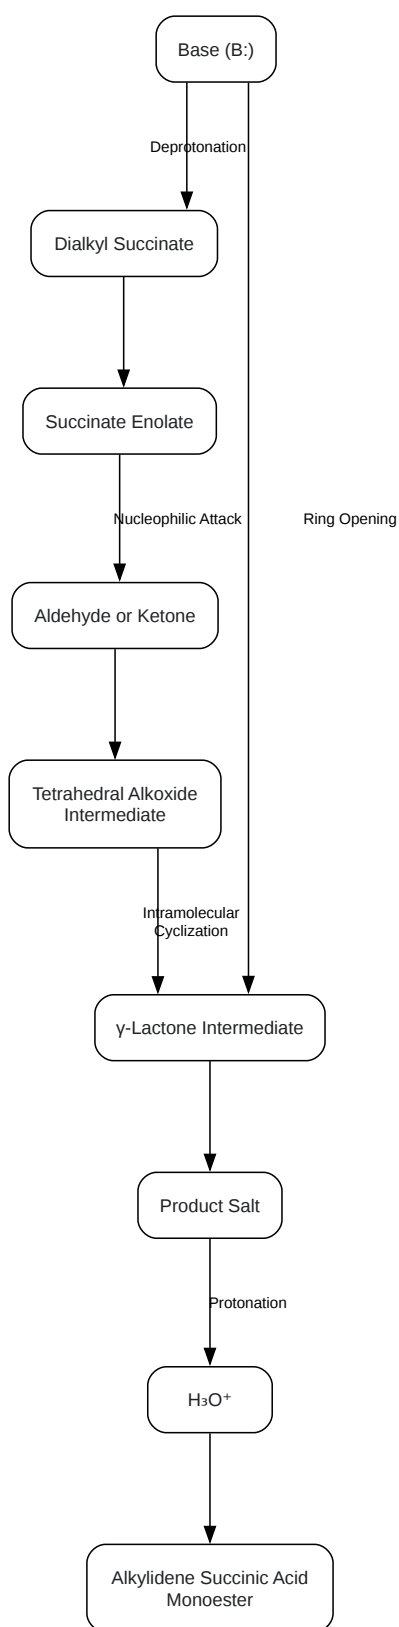 Base (B:)
Deprotonation
Dialkyl Succinate
Succinate Enolate
Nucleophilic Attack
Ring Opening
Aldehyde or Ketone
Tetrahedral Alkoxide
Intermediate
Intramolecular
Cyclization
γ-Lactone Intermediate
Product Salt
Protonation
H₃O⁺
Alkylidene Succinic Acid
Monoester